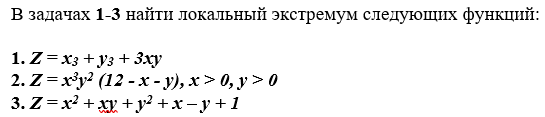 В задачах 1-3 найти локальный экстремум следующих функций:
1. Z = x₃ + y₃ + 3xy
2. Z = x³y² (12 - x - y), x > 0, y > 0
3. Z = x² + xy + y² + x – y + 1